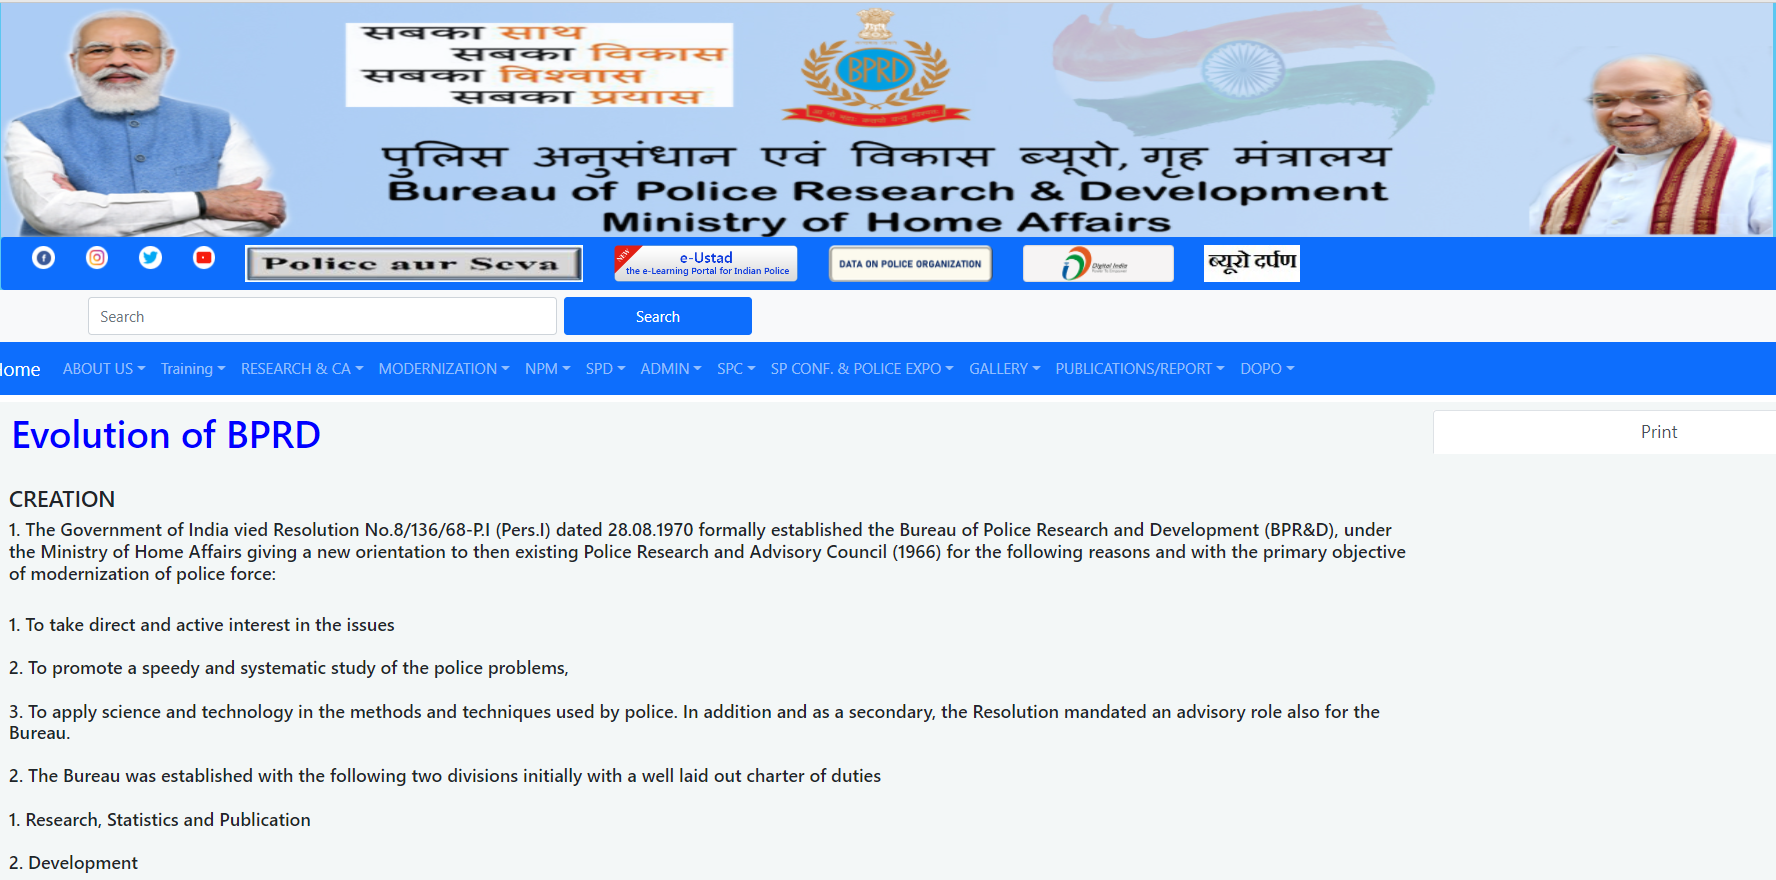 सबका साथ
सबका विकास
सबका विश्वास
सबका प्रयास
BPRD
पुलिस अनुसंधान एवं विकास ब्यूरो, गृह मंत्रालय
Bureau of Police Research & Development
Ministry of Home Affairs
Police aur Seva
NEW
e-Ustad
the e-Learning Portal for Indian Police
DATA ON POLICE ORGANIZATION
Digital India
Power To Empower
ब्यूरो दर्पण
Search
Search
Home ABOUT US Training RESEARCH & CA MODERNIZATION NPM SPD ADMIN SPC SP CONF. & POLICE EXPO GALLERY PUBLICATIONS/REPORT DOPO
Evolution of BPRD
Print
CREATION
1. The Government of India vied Resolution No.8/136/68-P.I (Pers.I) dated 28.08.1970 formally established the Bureau of Police Research and Development (BPR&D), under
the Ministry of Home Affairs giving a new orientation to then existing Police Research and Advisory Council (1966) for the following reasons and with the primary objective
of modernization of police force:
1. To take direct and active interest in the issues
2. To promote a speedy and systematic study of the police problems,
3. To apply science and technology in the methods and techniques used by police. In addition and as a secondary, the Resolution mandated an advisory role also for the
Bureau.
2. The Bureau was established with the following two divisions initially with a well laid out charter of duties
1. Research, Statistics and Publication
2. Development